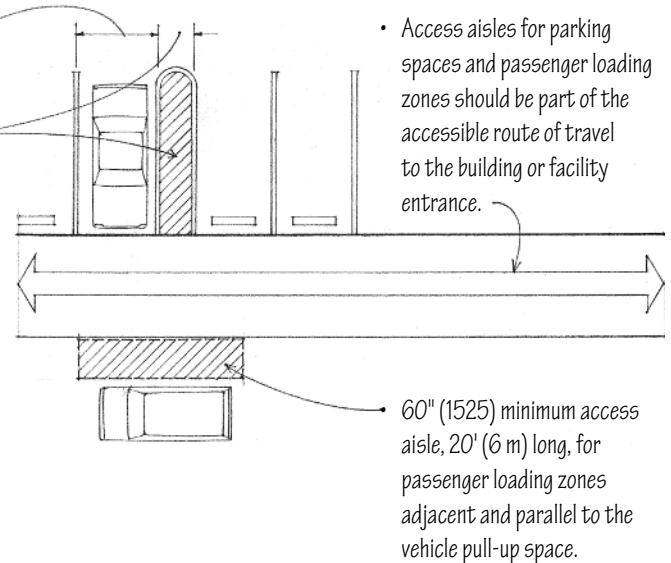 • Access aisles for parking
spaces and passenger loading
zones should be part of the
accessible route of travel
to the building or facility
entrance.
• 60" (1525) minimum access
aisle, 20' (6 m) long, for
passenger loading zones
adjacent and parallel to the
vehicle pull-up space.